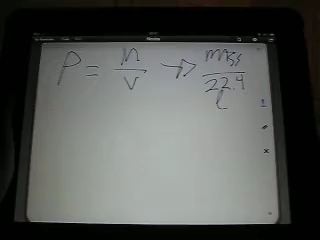 ρ = m/v → mass/22.4
L